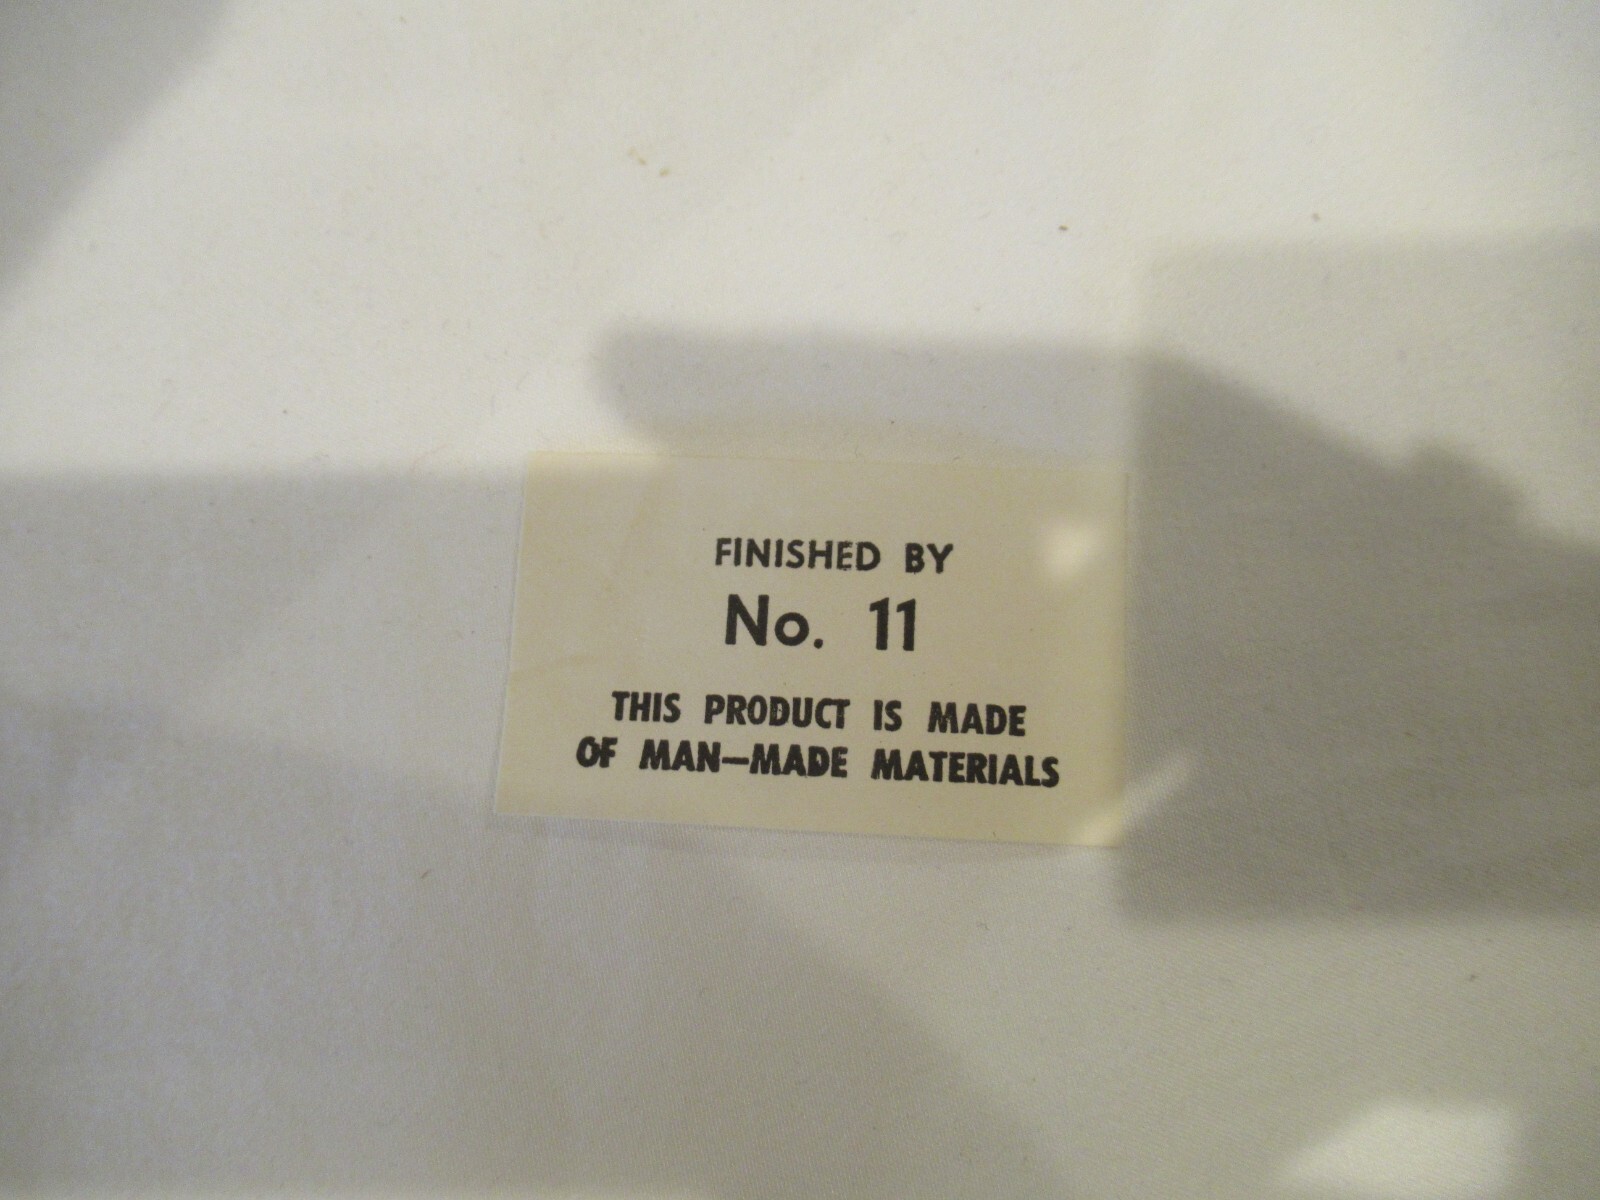 FINISHED BY
No. 11
THIS PRODUCT IS MADE
OF MAN-MADE MATERIALS